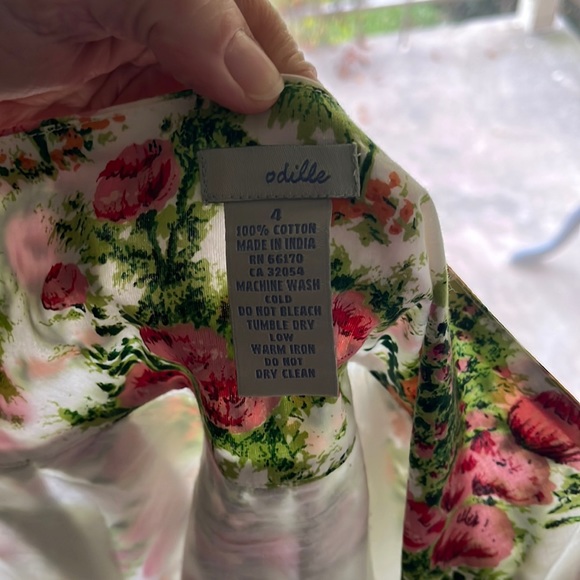 odille
4
100% COTTON
MADE IN INDIA
RN 66170
CA 32054
MACHINE WASH
COLD
DO NOT BLEACH
TUMBLE DRY
LOW
WARM IRON
DO NOT
DRY CLEAN